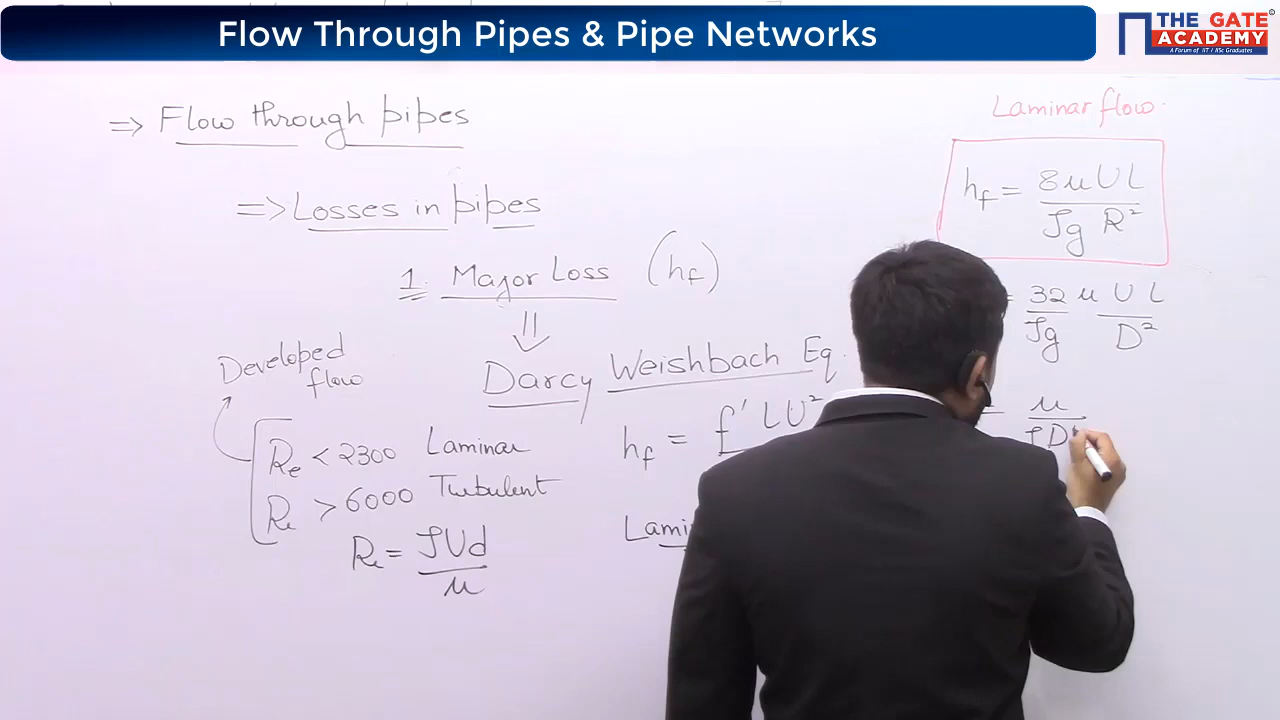 Flow Through Pipes & Pipe Networks
THE GATE
ACADEMY
A Forum of IIT / IISc Graduates
⇒ Flow through pipes
⇒ Losses in pipes
1. Major Loss (hf)
⇓
Darcy Weishbach Eq.
hf = f' LU²
Developed
flow
Re < 2300 Laminar
Re > 6000 Turbulent
Re = ρUd / μ
Lami
Laminar flow.
hf = 8μUL / ρg R²
= 32 μ U L / ρg D²
= μ / ρD